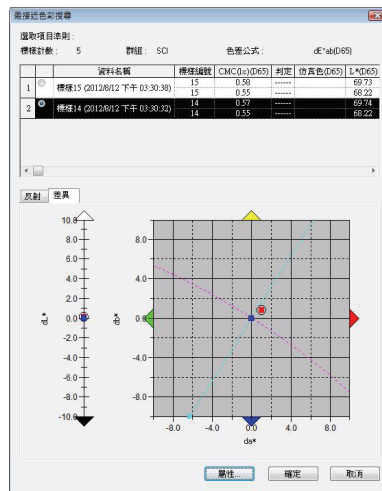 最接近色彩搜尋
選取項目準則:
標樣計數: 5 群組: SCI 色差公式: dE*ab(D65)
資料名稱 標樣編號 CMC(l:c)(D65) 判定 仿真色(D65) L*(D65)
1 標樣15 (2012/8/12 下午 03:30:38) 15 0.58 ------ 69.73
15 0.55 ------ 68.22
2 標樣14 (2012/8/12 下午 03:30:32) 14 0.57 ------ 69.74
14 0.55 ------ 68.22
反射 差異
10.0
8.0 8.0
6.0
4.0 4.0
2.0
dL* 0.0 db* 0.0
-2.0
-4.0 -4.0
-6.0
-8.0 -8.0
-10.0
-8.0 -4.0 0.0 4.0 8.0
da*
屬性... 確定 取消